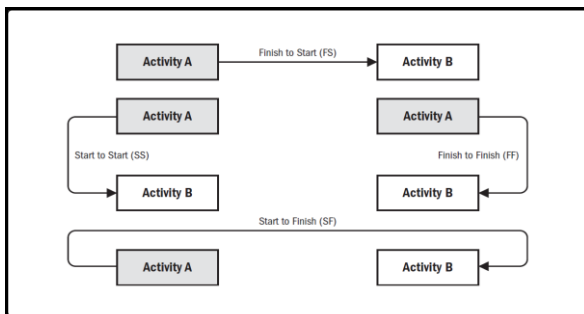 Finish to Start (FS)
Activity A
Activity B
Activity A
Activity A
Start to Start (SS)
Finish to Finish (FF)
Activity B
Activity B
Start to Finish (SF)
Activity A
Activity B